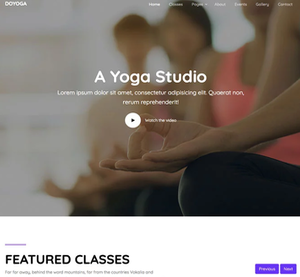 DOYOGA
Home Classes Pages About Events Gallery Contact
A Yoga Studio
Lorem ipsum dolor sit amet, consectetur adipisicing elit. Quaerat non,
rerum reprehenderit!
Watch the video
FEATURED CLASSES
Far far away, behind the word mountains, far from the countries Vokalia and
Previous Next